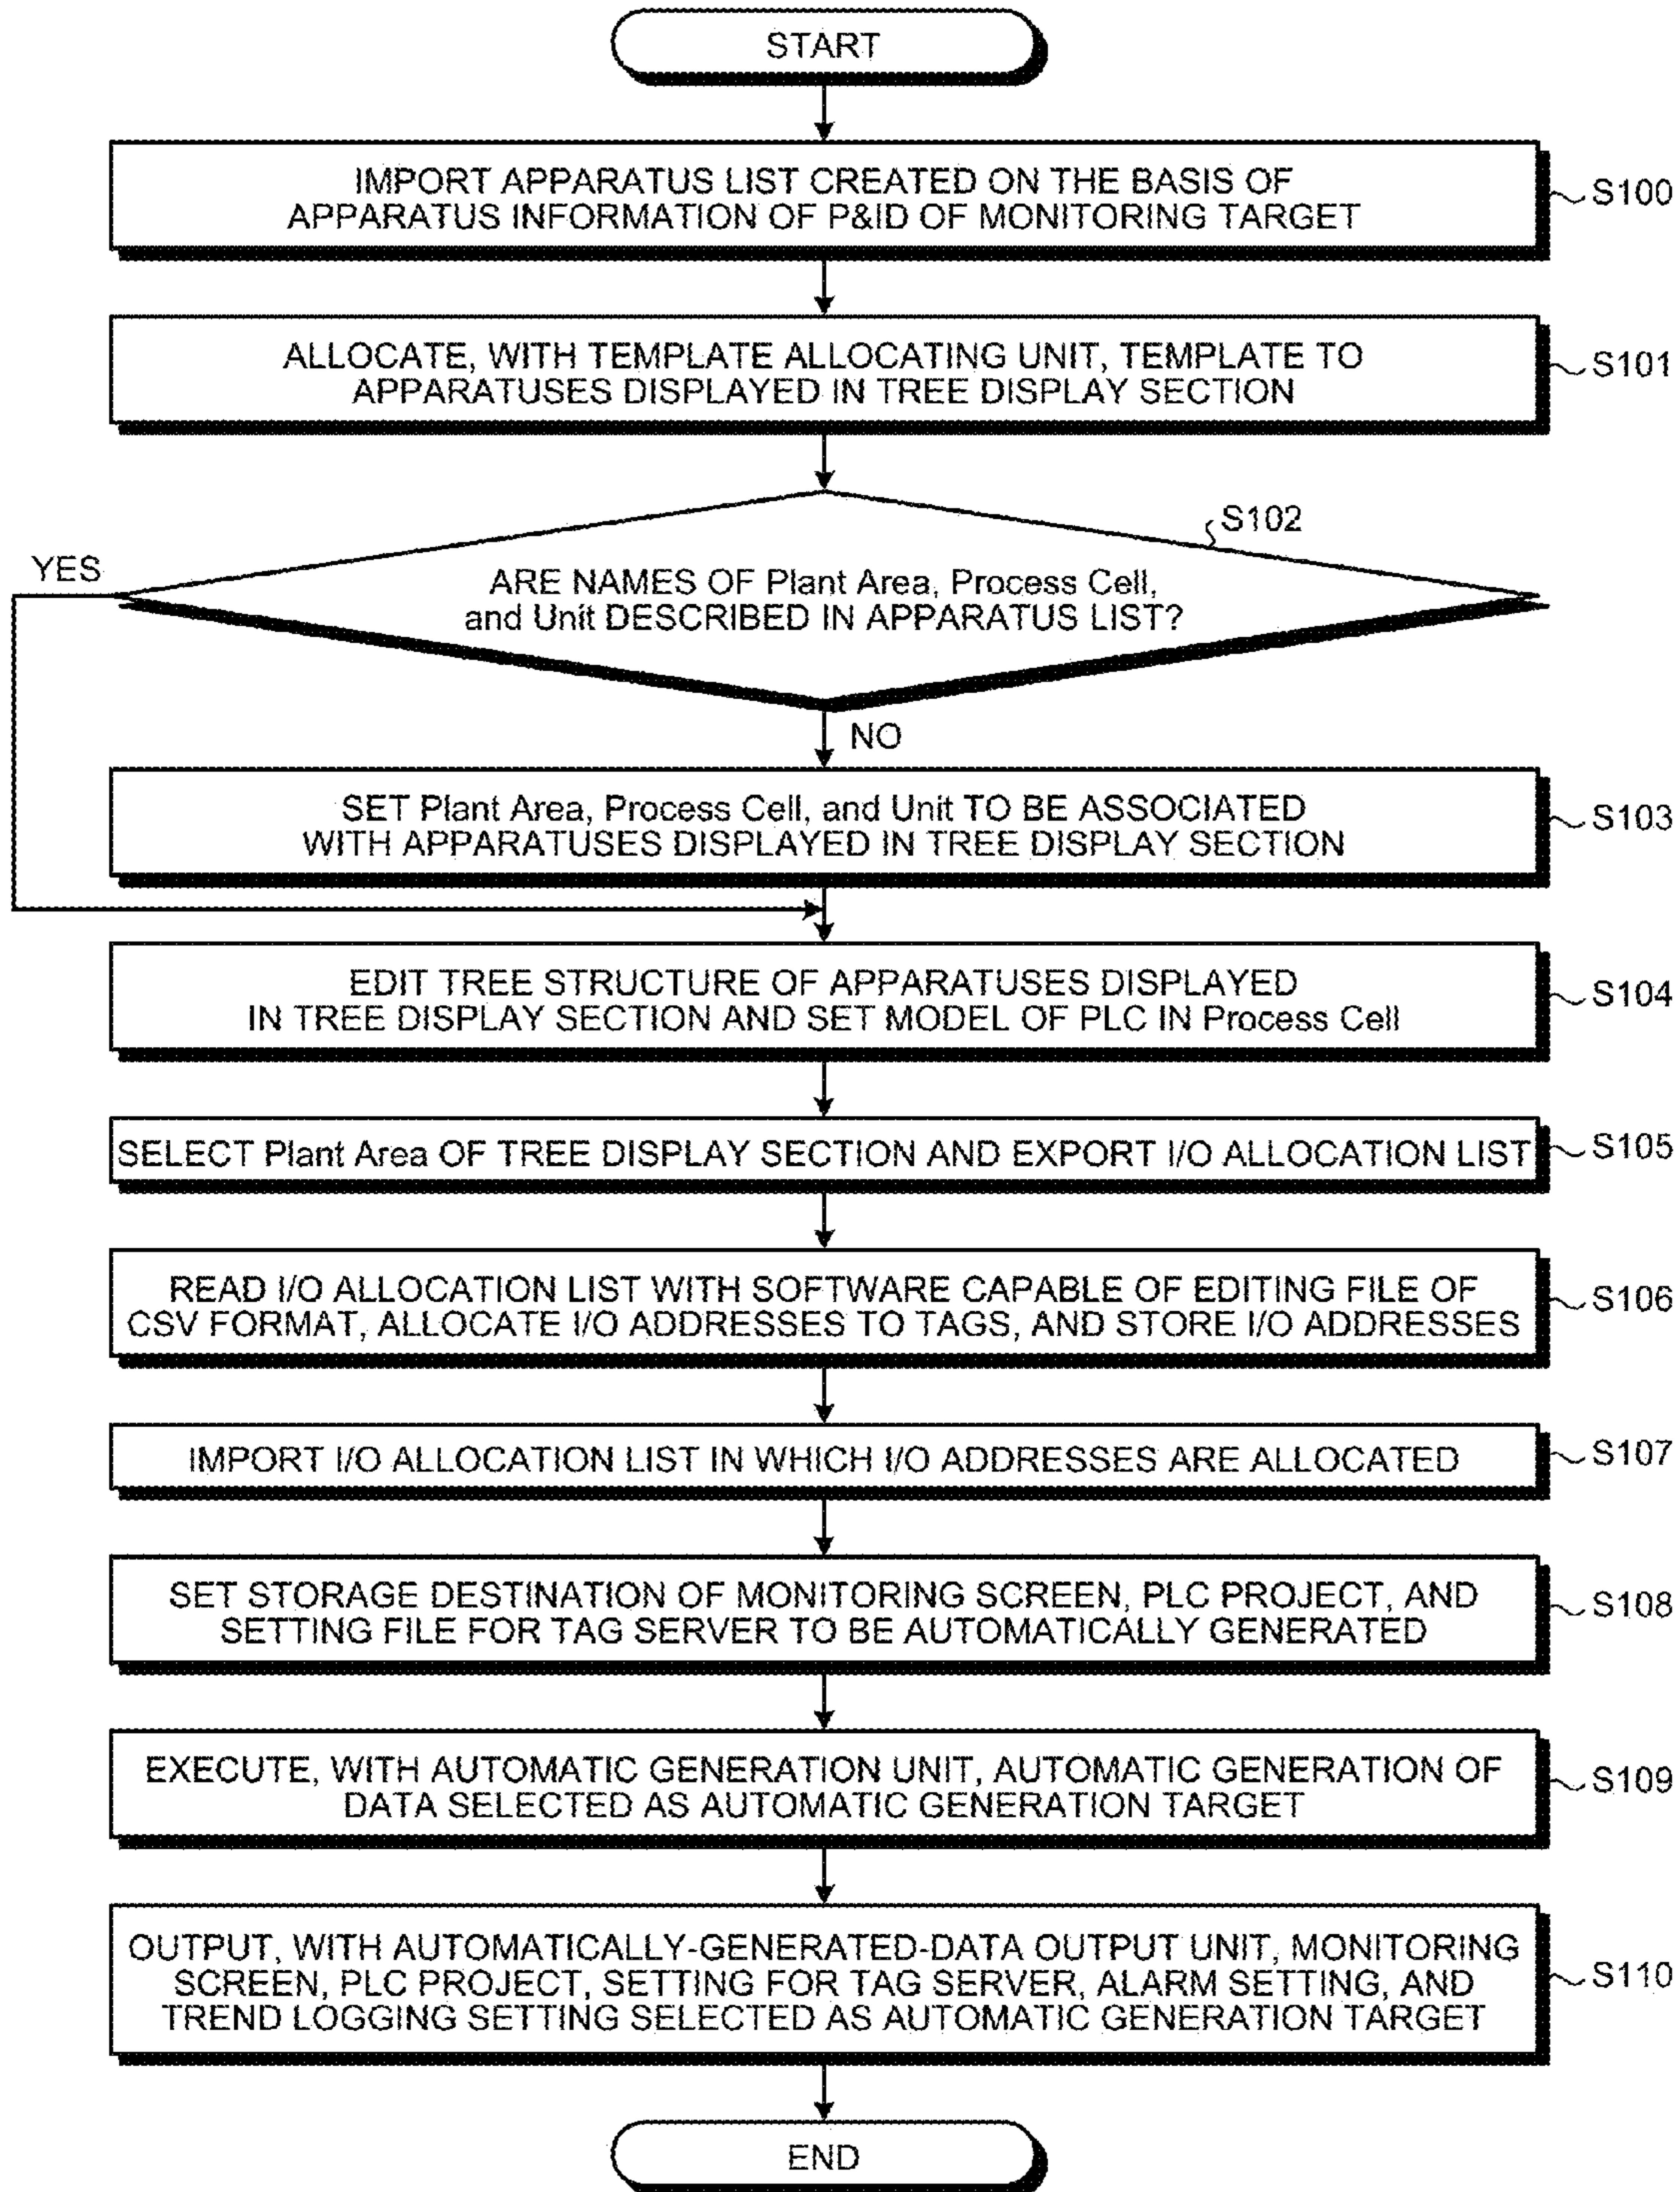 START
IMPORT APPARATUS LIST CREATED ON THE BASIS OF
APPARATUS INFORMATION OF P&ID OF MONITORING TARGET
S100
ALLOCATE, WITH TEMPLATE ALLOCATING UNIT, TEMPLATE TO
APPARATUSES DISPLAYED IN TREE DISPLAY SECTION
S101
S102
YES
ARE NAMES OF Plant Area, Process Cell,
and Unit DESCRIBED IN APPARATUS LIST?
NO
SET Plant Area, Process Cell, and Unit TO BE ASSOCIATED
WITH APPARATUSES DISPLAYED IN TREE DISPLAY SECTION
S103
EDIT TREE STRUCTURE OF APPARATUSES DISPLAYED
IN TREE DISPLAY SECTION AND SET MODEL OF PLC IN Process Cell
S104
SELECT Plant Area OF TREE DISPLAY SECTION AND EXPORT I/O ALLOCATION LIST
S105
READ I/O ALLOCATION LIST WITH SOFTWARE CAPABLE OF EDITING FILE OF
CSV FORMAT, ALLOCATE I/O ADDRESSES TO TAGS, AND STORE I/O ADDRESSES
S106
IMPORT I/O ALLOCATION LIST IN WHICH I/O ADDRESSES ARE ALLOCATED
S107
SET STORAGE DESTINATION OF MONITORING SCREEN, PLC PROJECT, AND
SETTING FILE FOR TAG SERVER TO BE AUTOMATICALLY GENERATED
S108
EXECUTE, WITH AUTOMATIC GENERATION UNIT, AUTOMATIC GENERATION OF
DATA SELECTED AS AUTOMATIC GENERATION TARGET
S109
OUTPUT, WITH AUTOMATICALLY-GENERATED-DATA OUTPUT UNIT, MONITORING
SCREEN, PLC PROJECT, SETTING FOR TAG SERVER, ALARM SETTING, AND
TREND LOGGING SETTING SELECTED AS AUTOMATIC GENERATION TARGET
S110
END